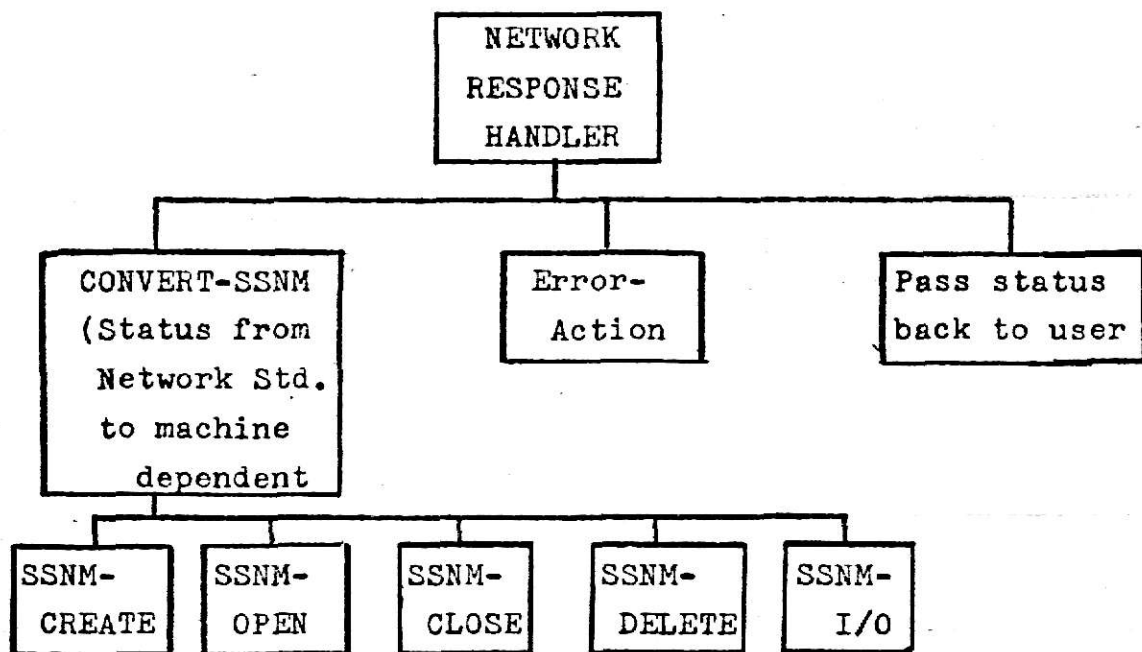 NETWORK
RESPONSE
HANDLER
CONVERT-SSNM
(Status from
Network Std.
to machine
dependent
Error-
Action
Pass status
back to user
SSNM-
CREATE
SSNM-
OPEN
SSNM-
CLOSE
SSNM-
DELETE
SSNM-
I/O